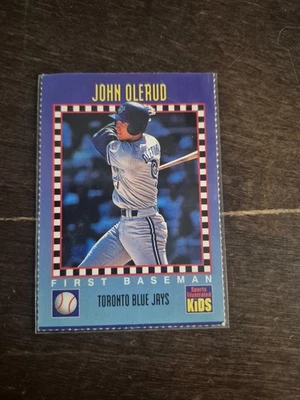 JOHN OLERUD
FIRST BASEMAN
TORONTO BLUE JAYS
Sports Illustrated
KIDS